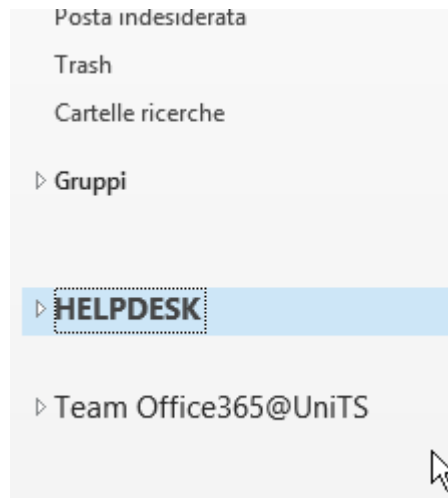 Posta indesiderata
Trash
Cartelle ricerche
Gruppi
HELPDESK
Team Office365@UniTS